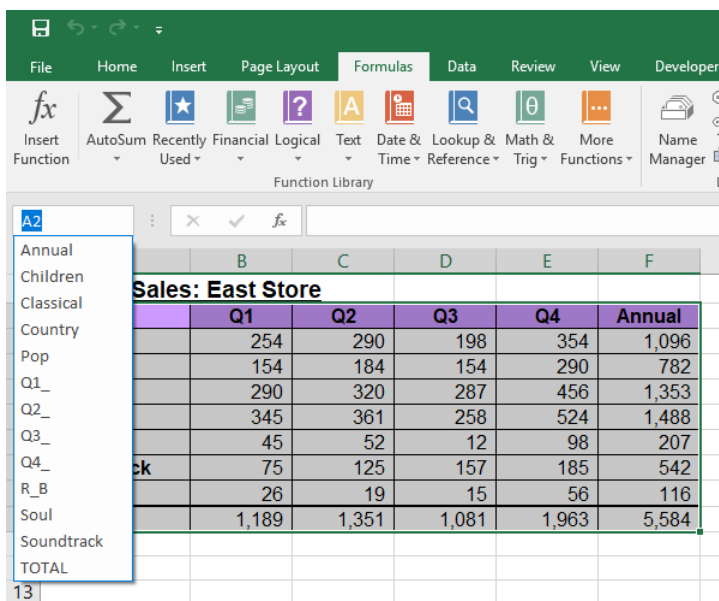 File Home Insert Page Layout Formulas Data Review View Developer
fx
Insert Function
AutoSum
Recently Used
Financial
Logical
Text
Date & Time
Lookup & Reference
Math & Trig
More Functions
Name Manager
Function Library
A2 fx
B C D E F
Sales: East Store
Q1 Q2 Q3 Q4 Annual
254 290 198 354 1,096
154 184 154 290 782
290 320 287 456 1,353
345 361 258 524 1,488
45 52 12 98 207
ck 75 125 157 185 542
26 19 15 56 116
1,189 1,351 1,081 1,963 5,584
Annual
Children
Classical
Country
Pop
Q1_
Q2_
Q3_
Q4_
R_B
Soul
Soundtrack
TOTAL
13